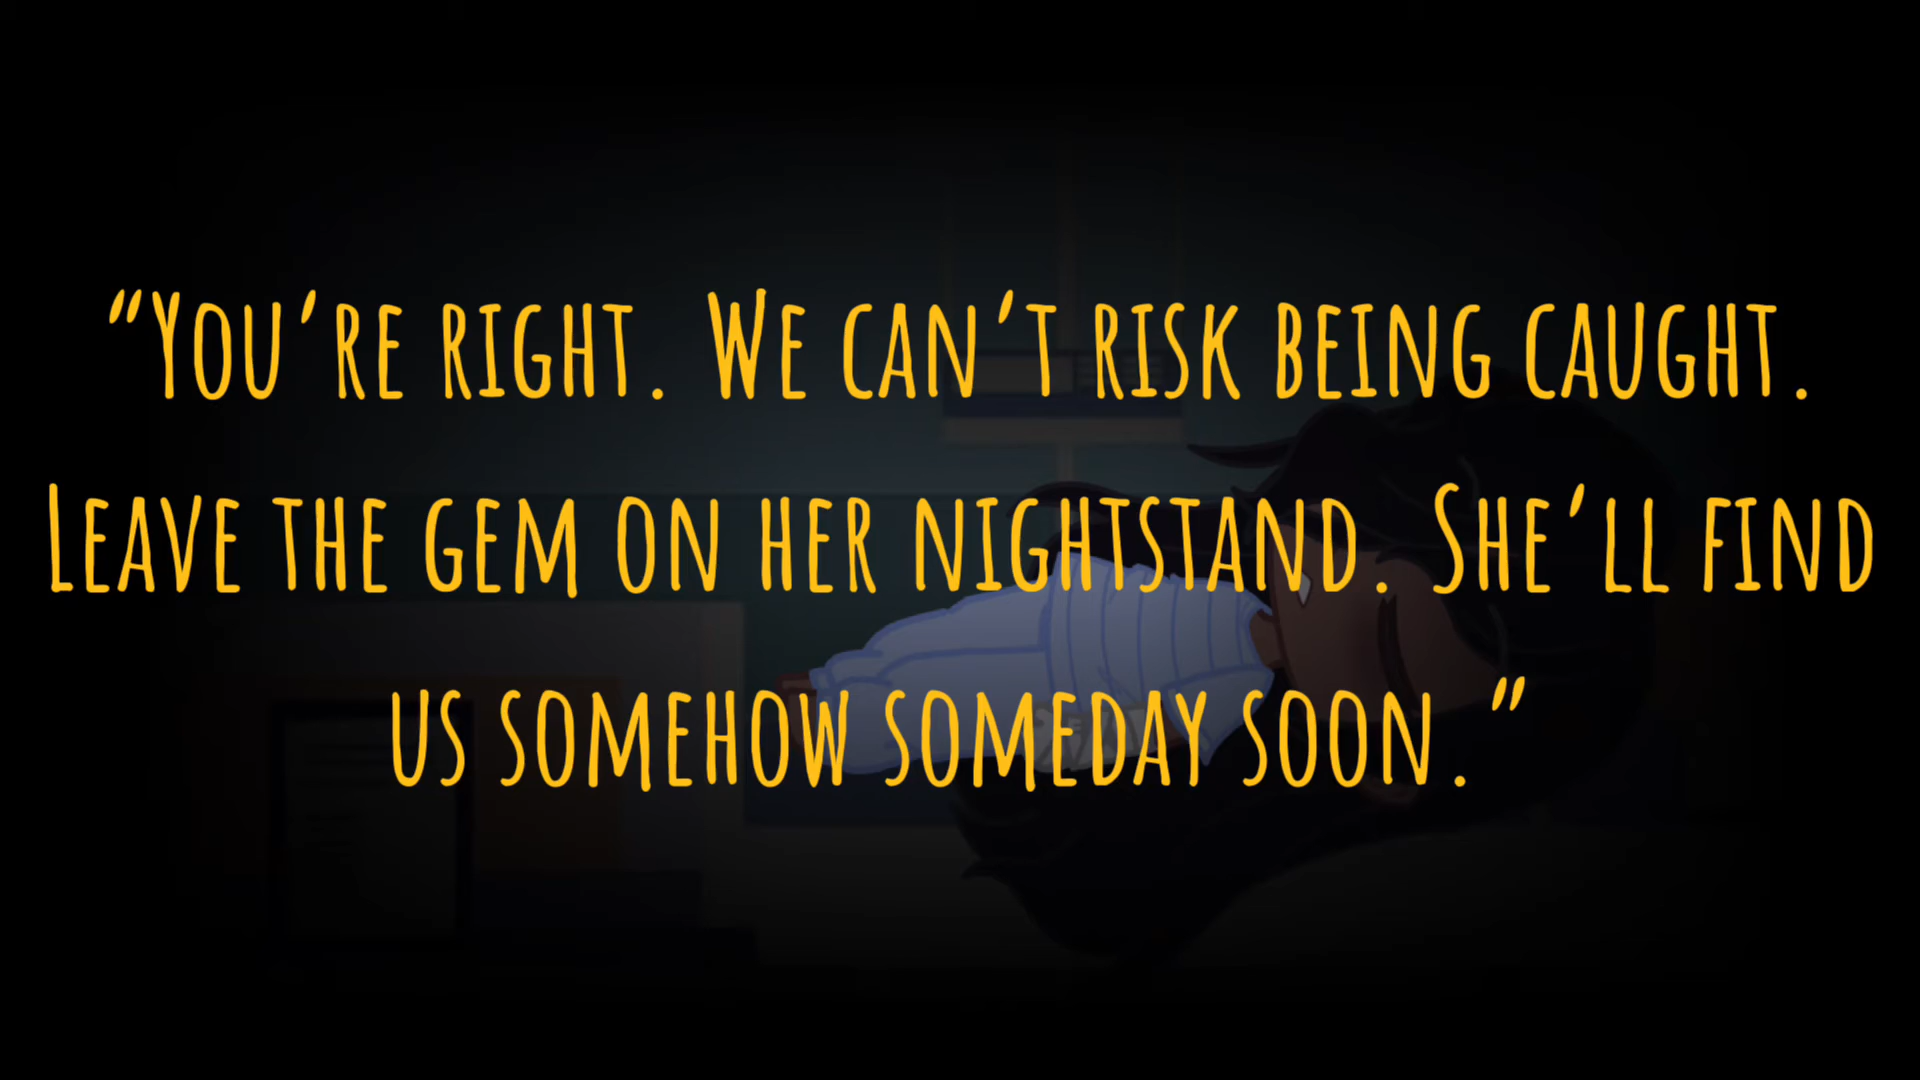 “You’re right. We can’t risk being caught.
Leave the gem on her nightstand. She’ll find
us somehow someday soon.”